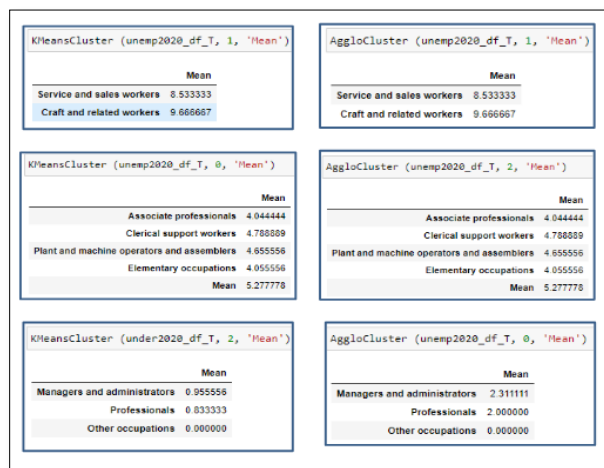 KMeansCluster (unemp2020_df_T, 1, 'Mean')
Mean
Service and sales workers 8.533333
Craft and related workers 9.666667
AggloCluster (unemp2020_df_T, 1, 'Mean')
Mean
Service and sales workers 8.533333
Craft and related workers 9.666667
KMeansCluster (unemp2020_df_T, 0, 'Mean')
Mean
Associate professionals 4.044444
Clerical support workers 4.788889
Plant and machine operators and assemblers 4.655556
Elementary occupations 4.055556
Mean 5.277778
AggloCluster (unemp2020_df_T, 2, 'Mean')
Mean
Associate professionals 4.044444
Clerical support workers 4.788889
Plant and machine operators and assemblers 4.655556
Elementary occupations 4.055556
Mean 5.277778
KMeansCluster (under2020_df_T, 2, 'Mean')
Mean
Managers and administrators 0.955556
Professionals 0.833333
Other occupations 0.000000
AggloCluster (unemp2020_df_T, 0, 'Mean')
Mean
Managers and administrators 2.311111
Professionals 2.000000
Other occupations 0.000000